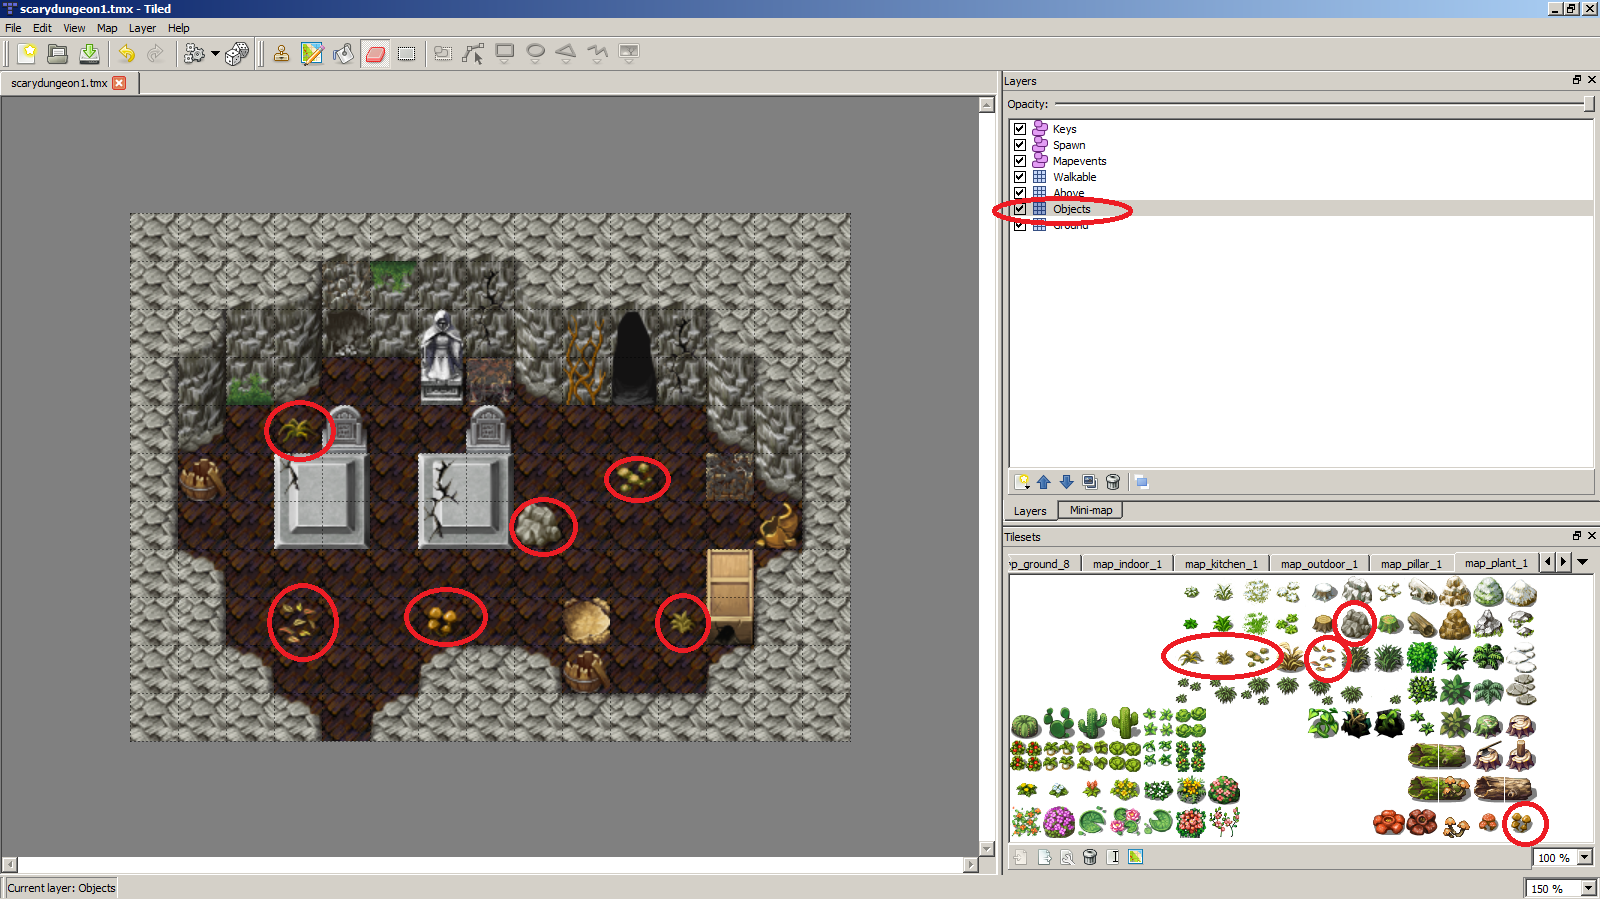 scarydungeon1.tmx - Tiled
File Edit View Map Layer Help
scarydungeon1.tmx
Layers
Opacity:
Keys
Spawn
Mapevents
Walkable
Above
Objects
Ground
Layers Mini-map
Tilesets
p_ground_8 map_indoor_1 map_kitchen_1 map_outdoor_1 map_pillar_1 map_plant_1
100 %
Current layer: Objects
150 %